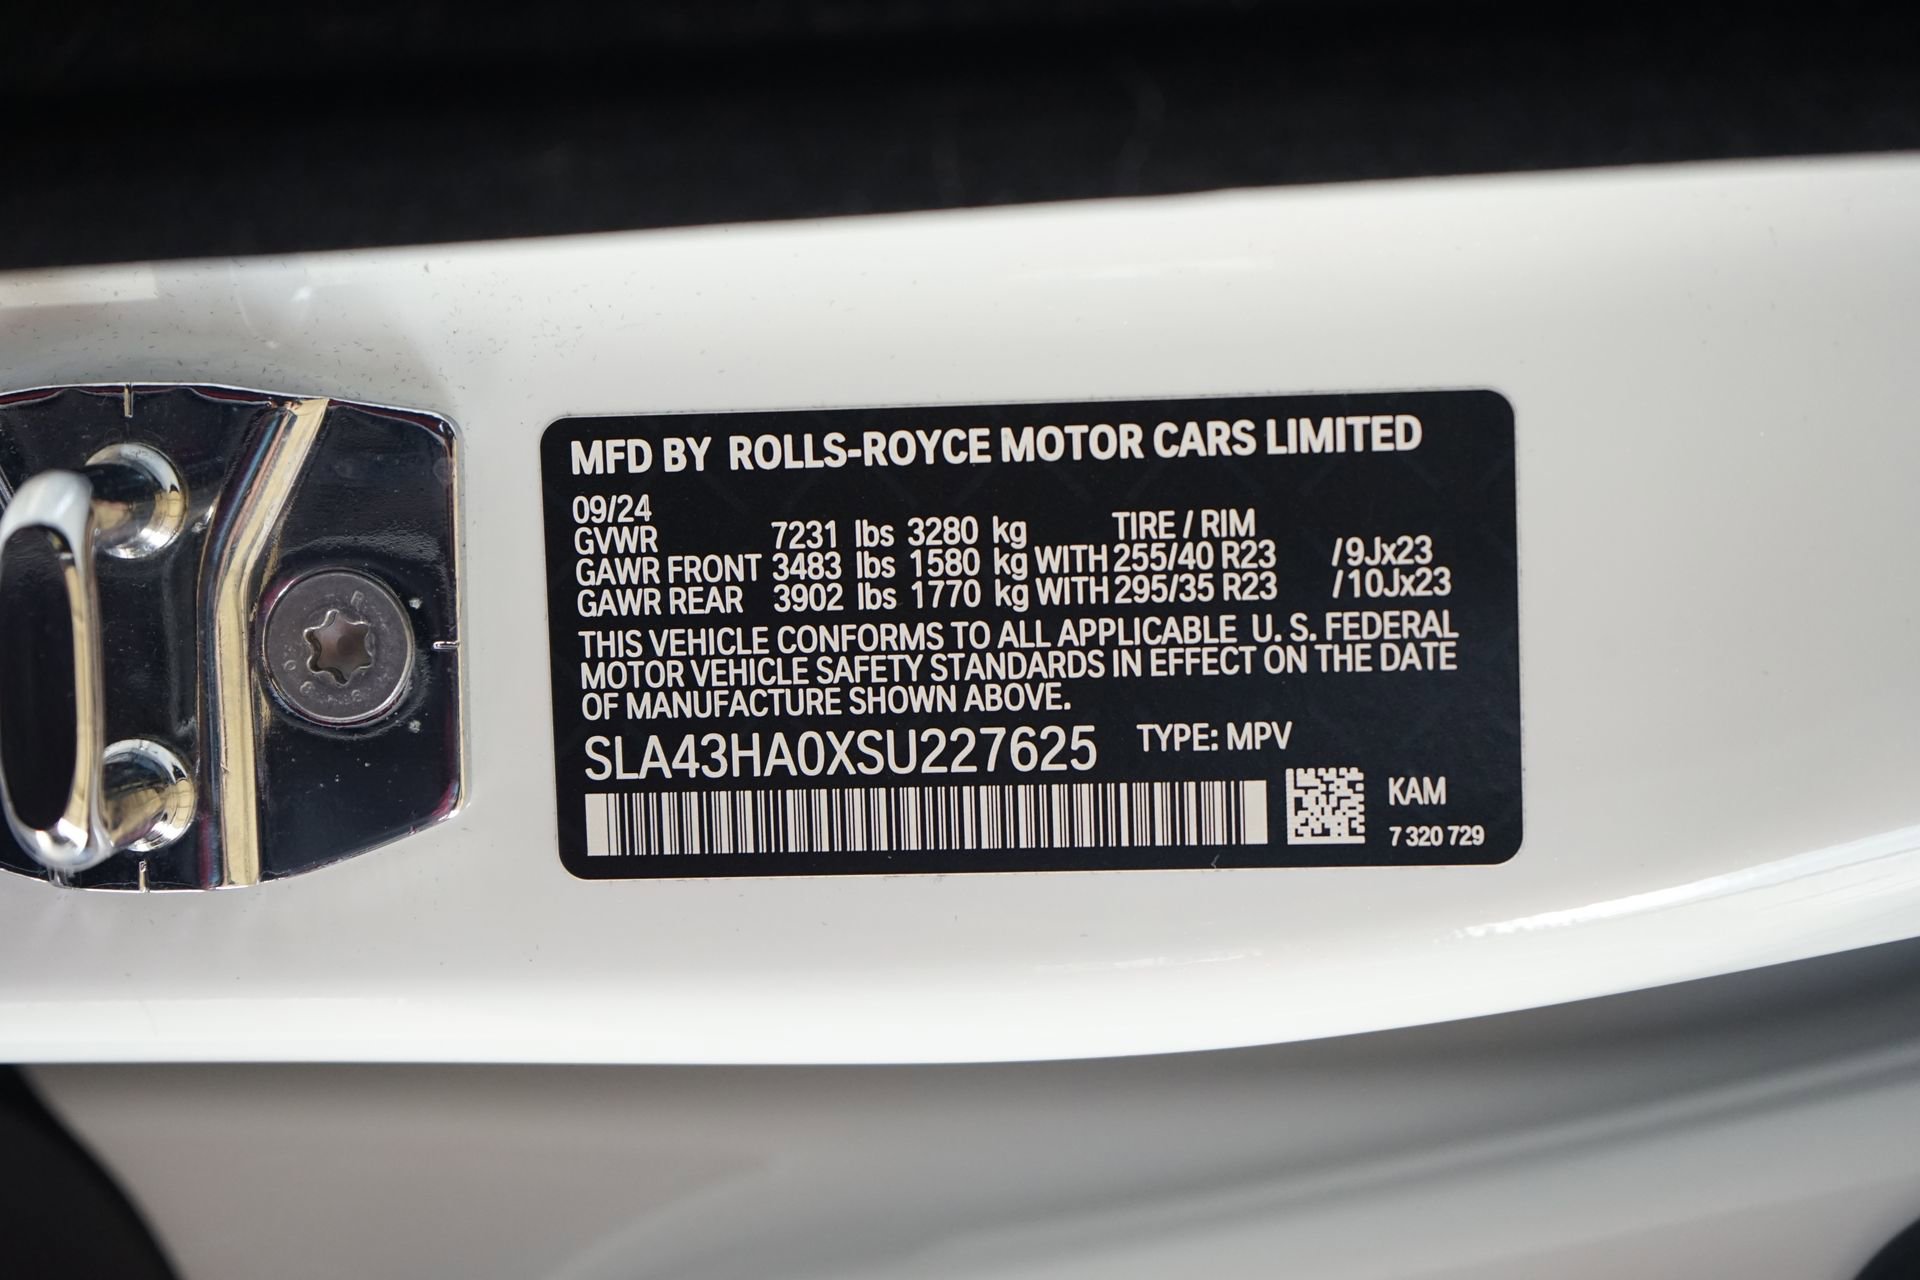 MFD BY ROLLS-ROYCE MOTOR CARS LIMITED
09/24
GVWR 7231 lbs 3280 kg TIRE / RIM
GAWR FRONT 3483 lbs 1580 kg WITH 255/40 R23 /9Jx23
GAWR REAR 3902 lbs 1770 kg WITH 295/35 R23 /10Jx23
THIS VEHICLE CONFORMS TO ALL APPLICABLE U. S. FEDERAL
MOTOR VEHICLE SAFETY STANDARDS IN EFFECT ON THE DATE
OF MANUFACTURE SHOWN ABOVE.
SLA43HA0XSU227625 TYPE: MPV
KAM
7 320 729